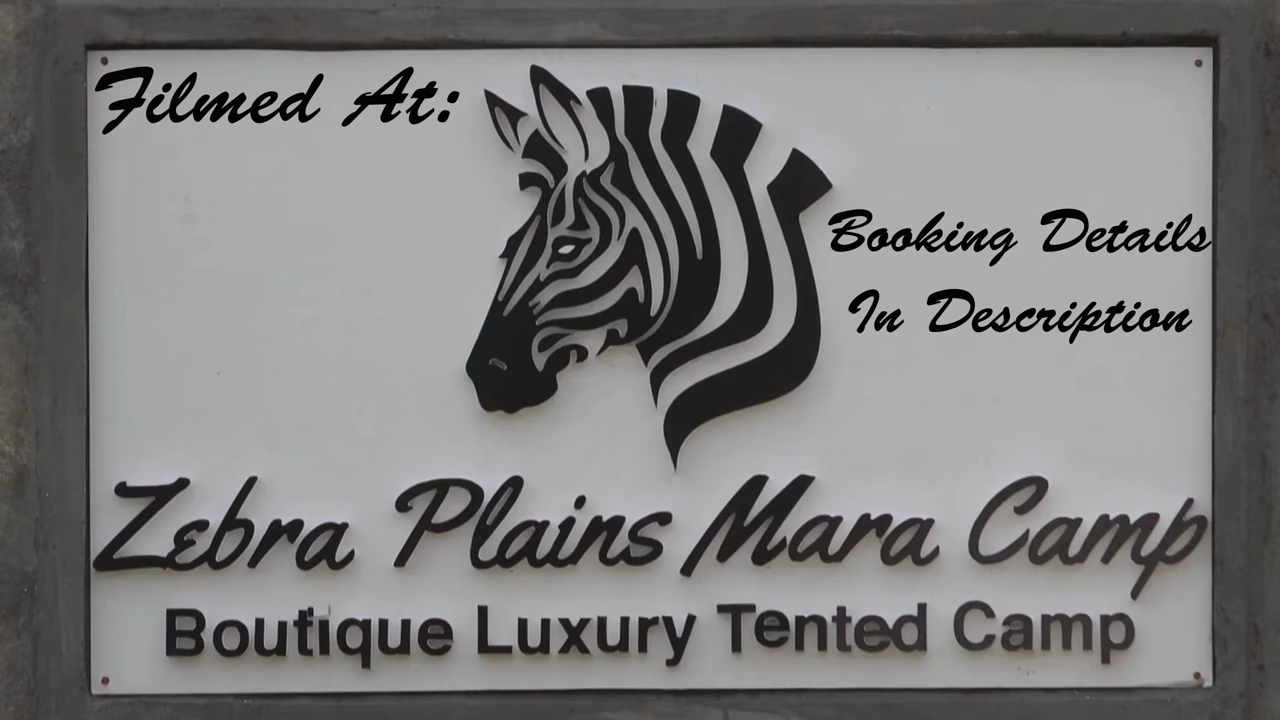 Filmed At:
Booking Details
In Description
Zebra Plains Mara Camp
Boutique Luxury Tented Camp